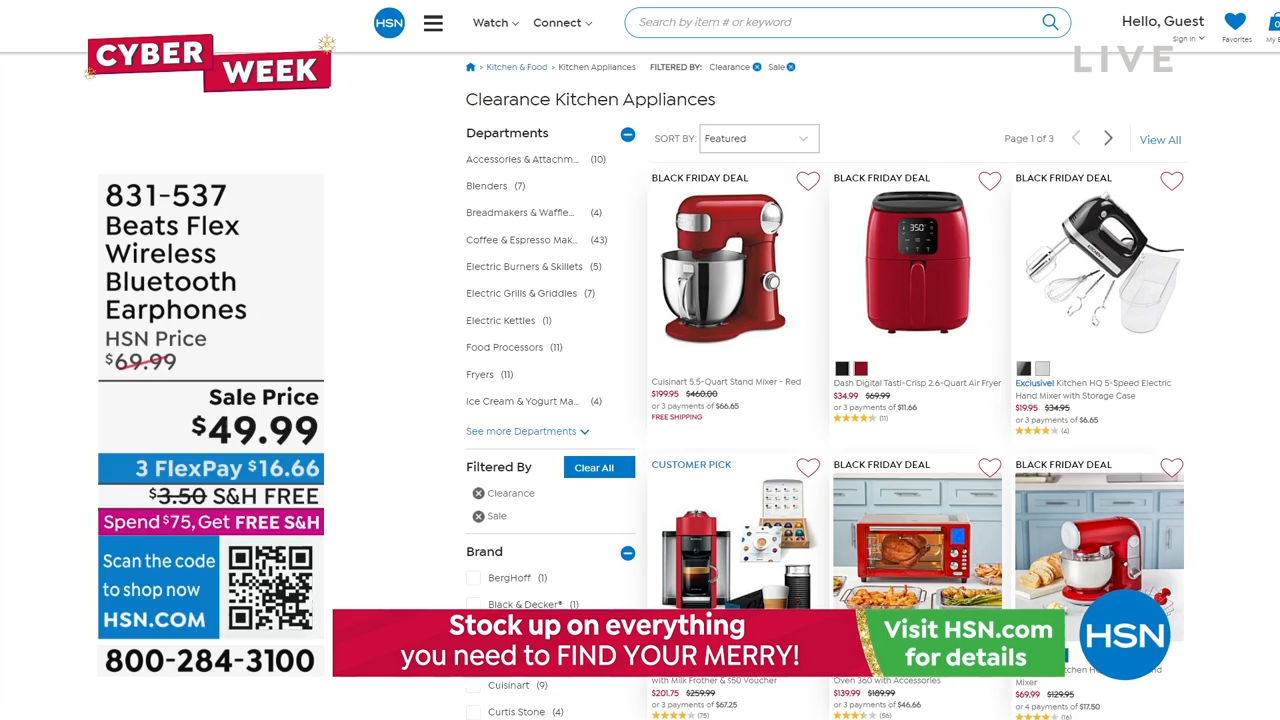 HSN
Watch
Connect
Search by item # or keyword
Hello, Guest
Sign In
Favorites
LIVE
CYBER
WEEK
Kitchen & Food > Kitchen Appliances
FILTERED BY: Clearance Sale
Clearance Kitchen Appliances
831-537
Beats Flex
Wireless
Bluetooth
Earphones
HSN Price
$69.99
Sale Price
$49.99
3 FlexPay $16.66
$3.50 S&H FREE
Spend $75, Get FREE S&H
Scan the code
to shop now
HSN.COM
800-284-3100
Departments
Accessories & Attachm... (10)
Blenders (7)
Breadmakers & Waffle... (4)
Coffee & Espresso Mak... (43)
Electric Burners & Skillets (5)
Electric Grills & Griddles (7)
Electric Kettles (1)
Food Processors (11)
Fryers (11)
Ice Cream & Yogurt Ma... (4)
See more Departments
Filtered By
Clear All
Clearance
Sale
Brand
BergHoff (1)
Black & Decker® (1)
Cuisinart (9)
Curtis Stone (4)
SORT BY: Featured
Page 1 of 3
View All
BLACK FRIDAY DEAL
Cuisinart 5.5-Quart Stand Mixer - Red
$199.95 $460.00
or 3 payments of $66.65
FREE SHIPPING
BLACK FRIDAY DEAL
350°
Dash Digital Tasti-Crisp 2.6-Quart Air Fryer
$34.99 $69.99
or 3 payments of $11.66
(11)
BLACK FRIDAY DEAL
Exclusive! Kitchen HQ 5-Speed Electric
Hand Mixer with Storage Case
$19.95 $34.95
or 3 payments of $6.65
(4)
CUSTOMER PICK
with Milk Frother & $50 Voucher
$201.75 $259.99
or 3 payments of $67.25
(75)
BLACK FRIDAY DEAL
Oven 360 with Accessories
$139.99 $189.99
or 3 payments of $46.66
(56)
BLACK FRIDAY DEAL
Mixer
$69.99 $129.95
or 4 payments of $17.50
(16)
Stock up on everything
you need to FIND YOUR MERRY!
Visit HSN.com
for details
HSN